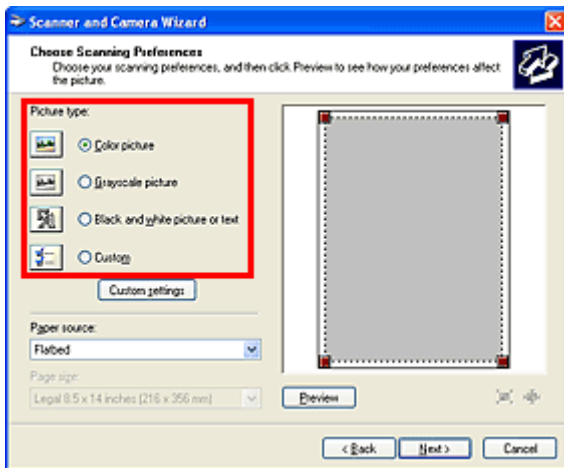 Scanner and Camera Wizard
Choose Scanning Preferences
Choose your scanning preferences, and then click Preview to see how your preferences affect
the picture.
Picture type:
Color picture
Grayscale picture
Black and white picture or text
Custom
Custom settings
Paper source:
Flatbed
Page size:
Legal 8.5 x 14 inches (216 x 356 mm)
Preview
< Back Next > Cancel